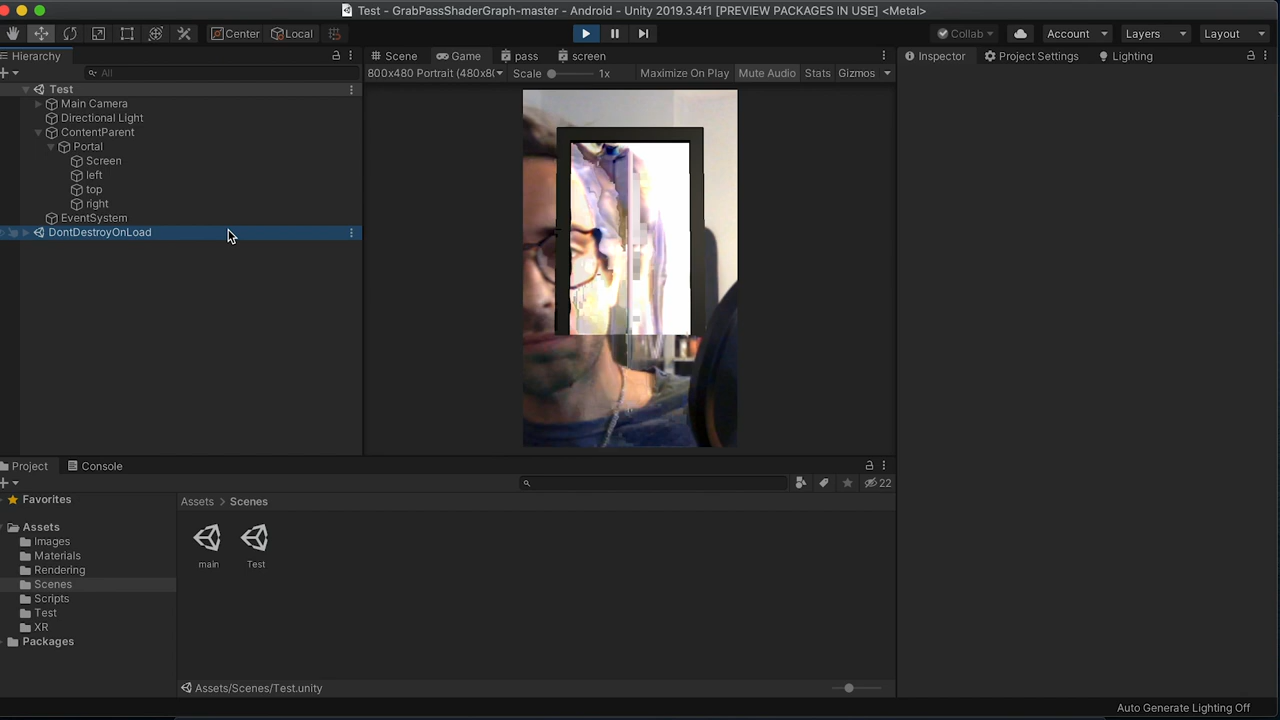 Test - GrabPassShaderGraph-master - Android - Unity 2019.3.4f1 [PREVIEW PACKAGES IN USE] <Metal>
Center Local Collab Account Layers Layout
Hierarchy Scene Game pass screen Inspector Project Settings Lighting
All 800x480 Portrait (480x8( Scale 1x Maximize On Play Mute Audio Stats Gizmos
Test
Main Camera
Directional Light
ContentParent
Portal
Screen
left
top
right
EventSystem
DontDestroyOnLoad
Project Console
22
Favorites
Assets > Scenes
Assets
Images
Materials
Rendering
Scenes
Scripts
Test
XR
Packages
main Test
Assets/Scenes/Test.unity
Auto Generate Lighting Off